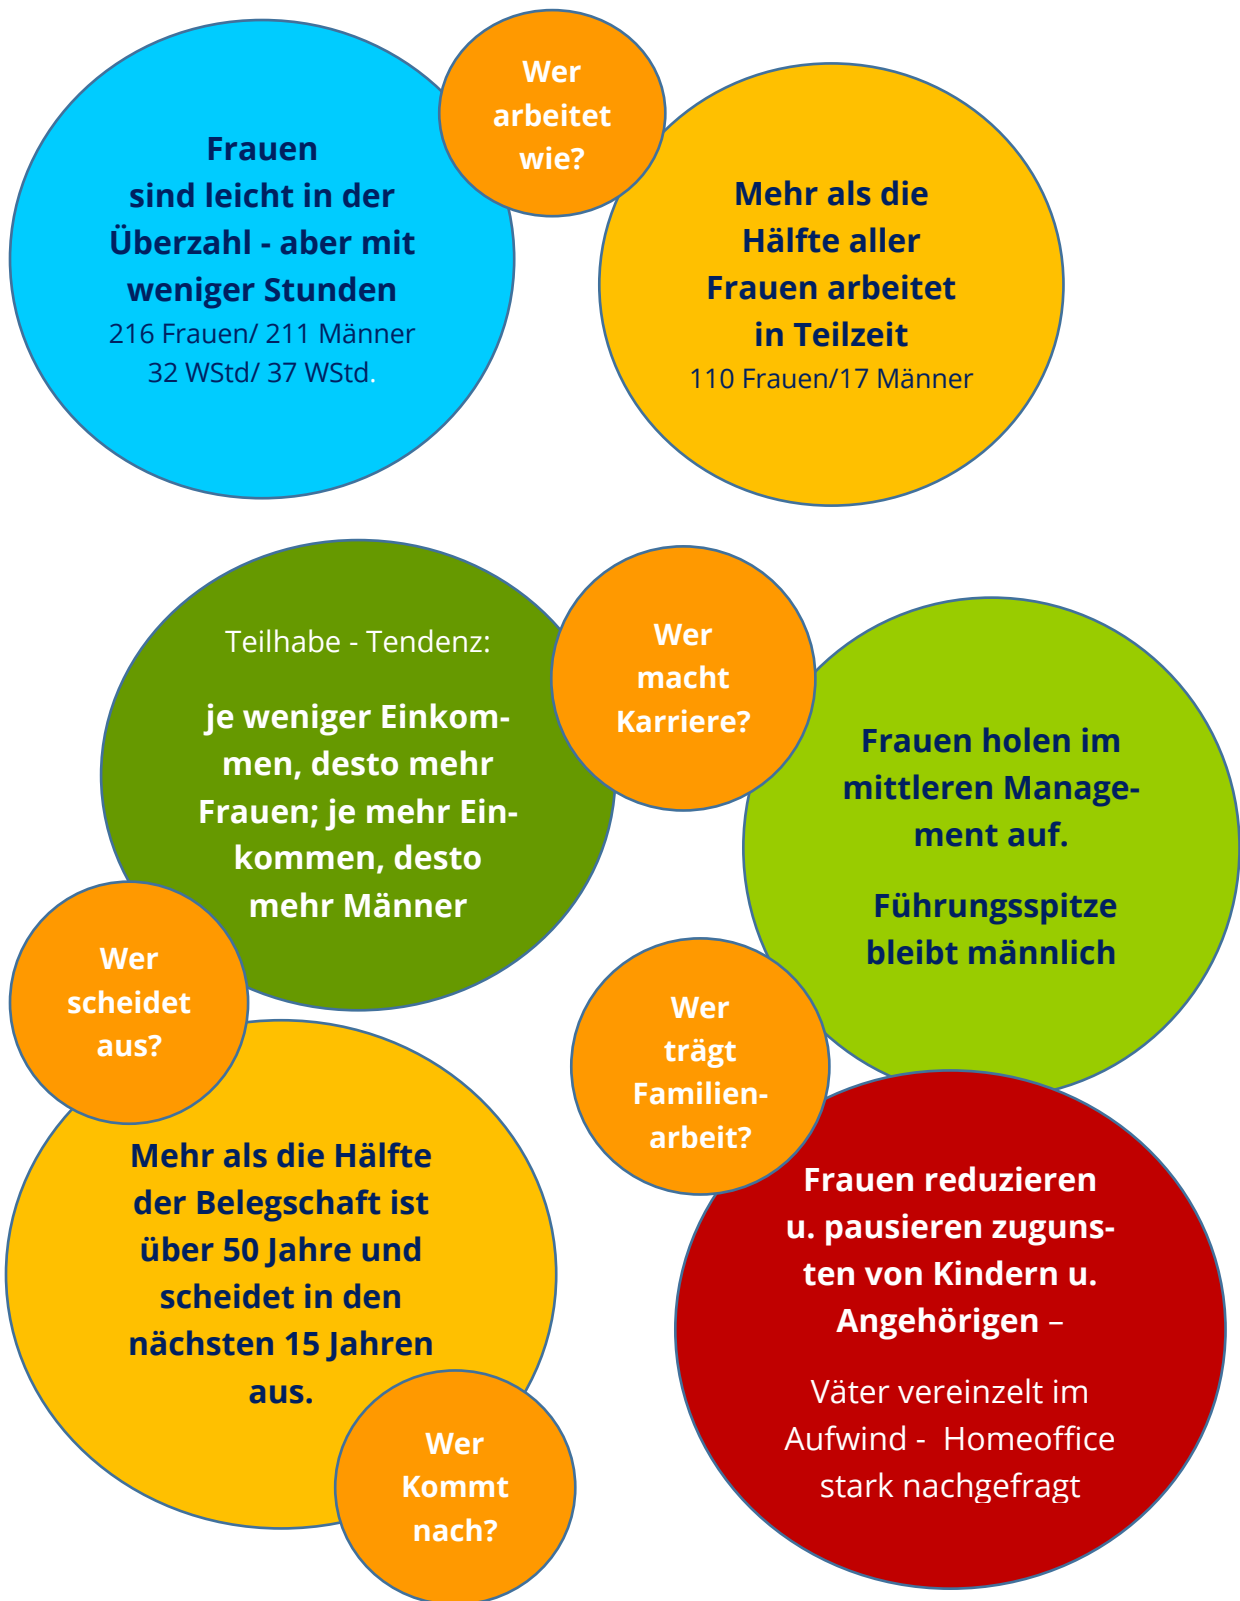 Wer
arbeitet
wie?
Frauen
sind leicht in der
Überzahl - aber mit
weniger Stunden
216 Frauen/ 211 Männer
32 WStd/ 37 WStd.
Mehr als die
Hälfte aller
Frauen arbeitet
in Teilzeit
110 Frauen/17 Männer
Wer
macht
Karriere?
Teilhabe - Tendenz:
je weniger Einkom-
men, desto mehr
Frauen; je mehr Ein-
kommen, desto
mehr Männer
Frauen holen im
mittleren Manage-
ment auf.
Führungsspitze
bleibt männlich
Wer
scheidet
aus?
Mehr als die Hälfte
der Belegschaft ist
über 50 Jahre und
scheidet in den
nächsten 15 Jahren
aus.
Wer
trägt
Familien-
arbeit?
Frauen reduzieren
u. pausieren zuguns-
ten von Kindern u.
Angehörigen –
Väter vereinzelt im
Aufwind - Homeoffice
stark nachgefragt
Wer
Kommt
nach?